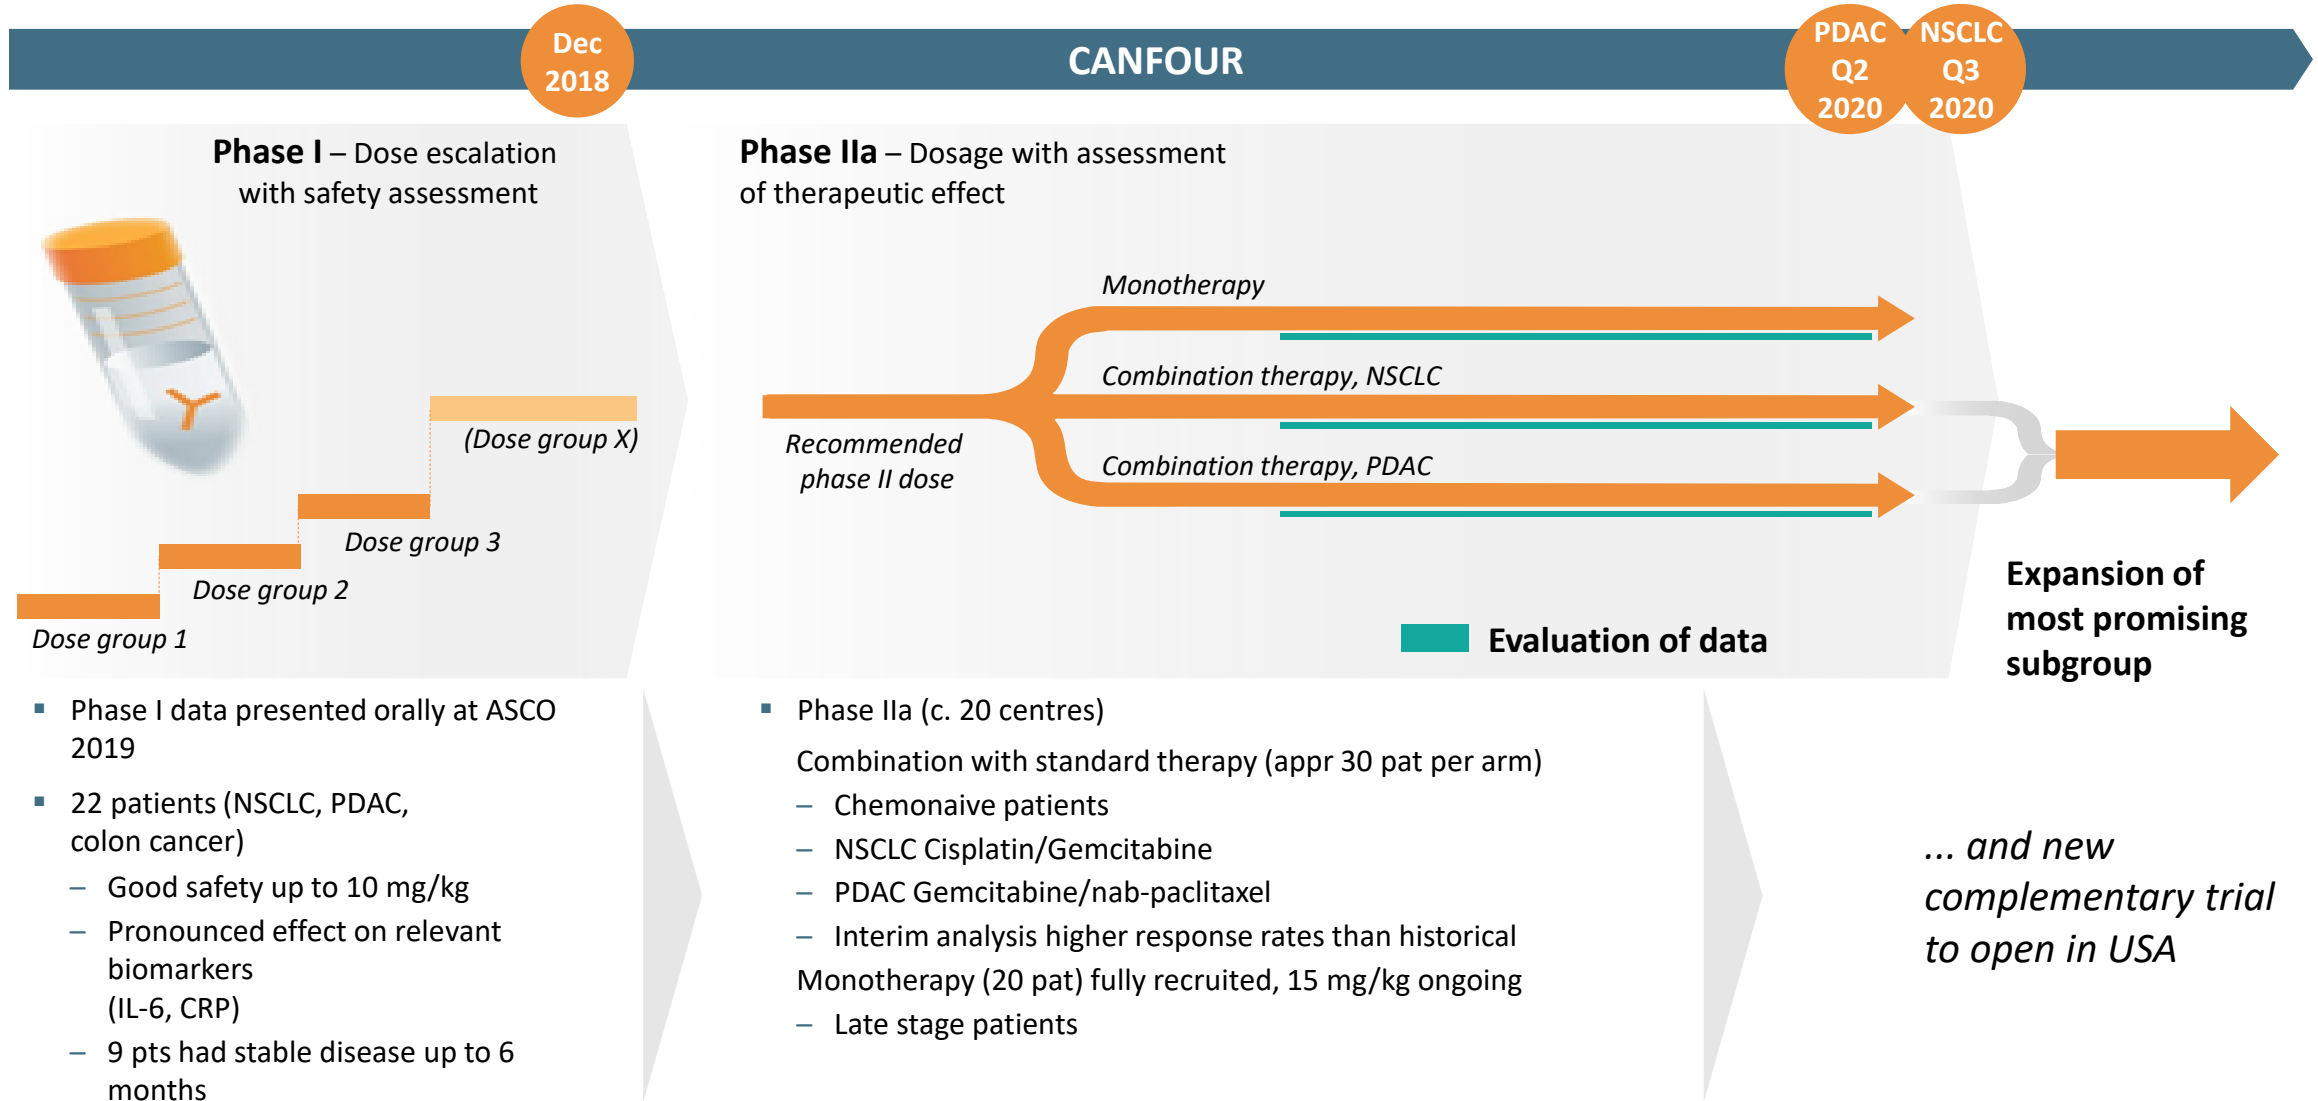 Dec
2018
CANFOUR
PDAC
Q2
2020
NSCLC
Q3
2020
Phase I – Dose escalation
with safety assessment
Dose group 1
Dose group 2
Dose group 3
(Dose group X)
Phase IIa – Dosage with assessment
of therapeutic effect
Recommended
phase II dose
Monotherapy
Combination therapy, NSCLC
Combination therapy, PDAC
Evaluation of data
Expansion of
most promising
subgroup
▪ Phase I data presented orally at ASCO
2019
▪ 22 patients (NSCLC, PDAC,
colon cancer)
– Good safety up to 10 mg/kg
– Pronounced effect on relevant
biomarkers
(IL-6, CRP)
– 9 pts had stable disease up to 6
months
▪ Phase IIa (c. 20 centres)
Combination with standard therapy (appr 30 pat per arm)
– Chemonaive patients
– NSCLC Cisplatin/Gemcitabine
– PDAC Gemcitabine/nab-paclitaxel
– Interim analysis higher response rates than historical
Monotherapy (20 pat) fully recruited, 15 mg/kg ongoing
– Late stage patients
... and new
complementary trial
to open in USA